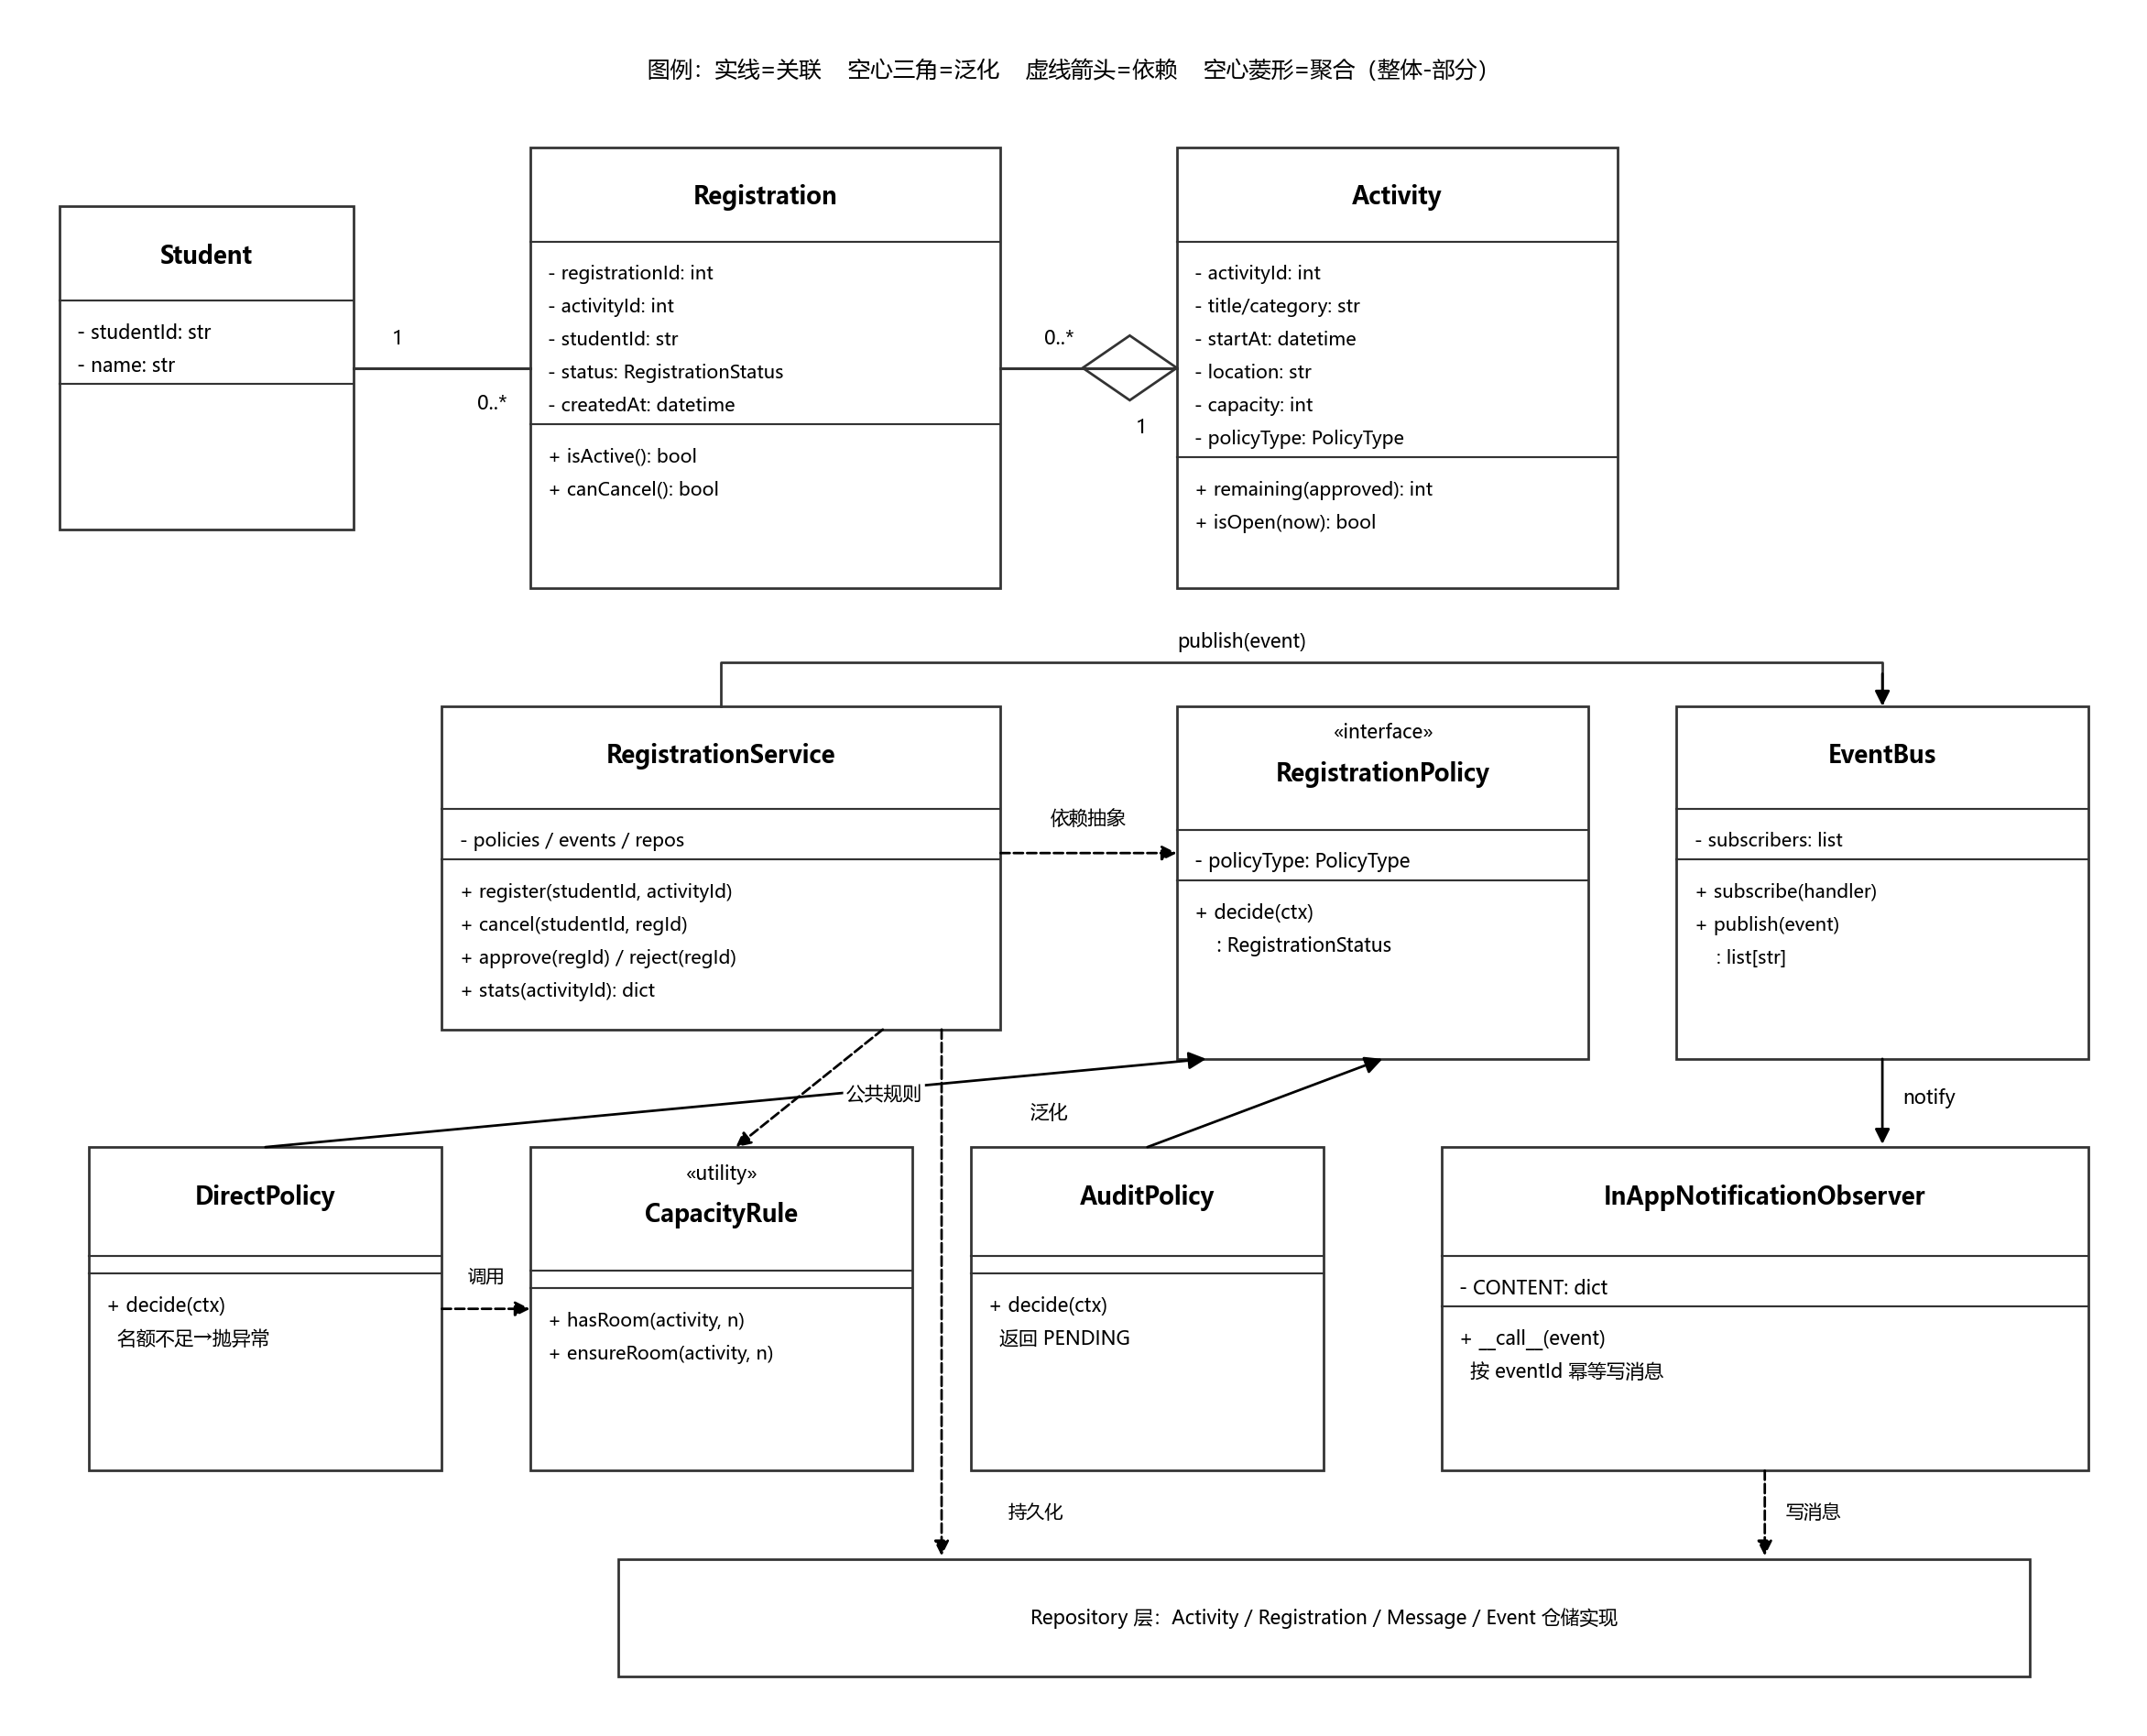 图例：实线=关联　空心三角=泛化　虚线箭头=依赖　空心菱形=聚合（整体-部分）
Student
- studentId: str
- name: str
1
0..*
Registration
- registrationId: int
- activityId: int
- studentId: str
- status: RegistrationStatus
- createdAt: datetime
+ isActive(): bool
+ canCancel(): bool
0..*
1
Activity
- activityId: int
- title/category: str
- startAt: datetime
- location: str
- capacity: int
- policyType: PolicyType
+ remaining(approved): int
+ isOpen(now): bool
publish(event)
RegistrationService
- policies / events / repos
+ register(studentId, activityId)
+ cancel(studentId, regId)
+ approve(regId) / reject(regId)
+ stats(activityId): dict
依赖抽象
«interface»
RegistrationPolicy
- policyType: PolicyType
+ decide(ctx)
: RegistrationStatus
EventBus
- subscribers: list
+ subscribe(handler)
+ publish(event)
: list[str]
公共规则
泛化
notify
DirectPolicy
+ decide(ctx)
名额不足→抛异常
调用
«utility»
CapacityRule
+ hasRoom(activity, n)
+ ensureRoom(activity, n)
AuditPolicy
+ decide(ctx)
返回 PENDING
InAppNotificationObserver
- CONTENT: dict
+ __call__(event)
按 eventId 幂等写消息
持久化
写消息
Repository 层：Activity / Registration / Message / Event 仓储实现